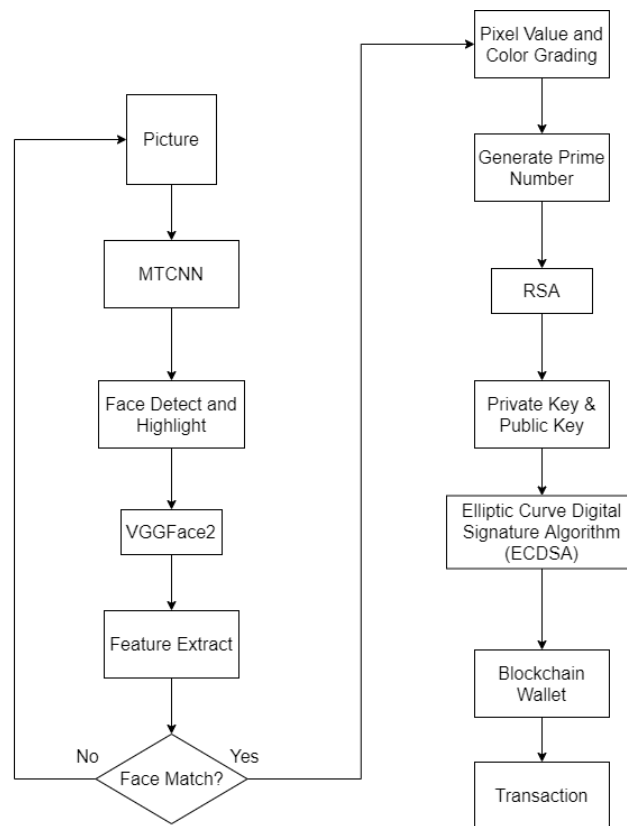 Picture
MTCNN
Face Detect and
Highlight
VGGFace2
Feature Extract
Face Match?
No
Yes
Pixel Value and
Color Grading
Generate Prime
Number
RSA
Private Key &
Public Key
Elliptic Curve Digital
Signature Algorithm
(ECDSA)
Blockchain
Wallet
Transaction